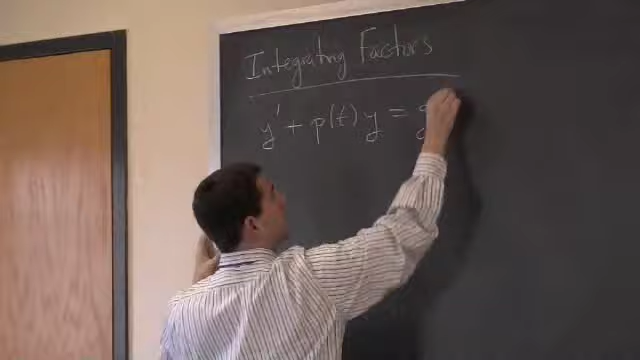 Integrating Factors
y' + p(t) y = g